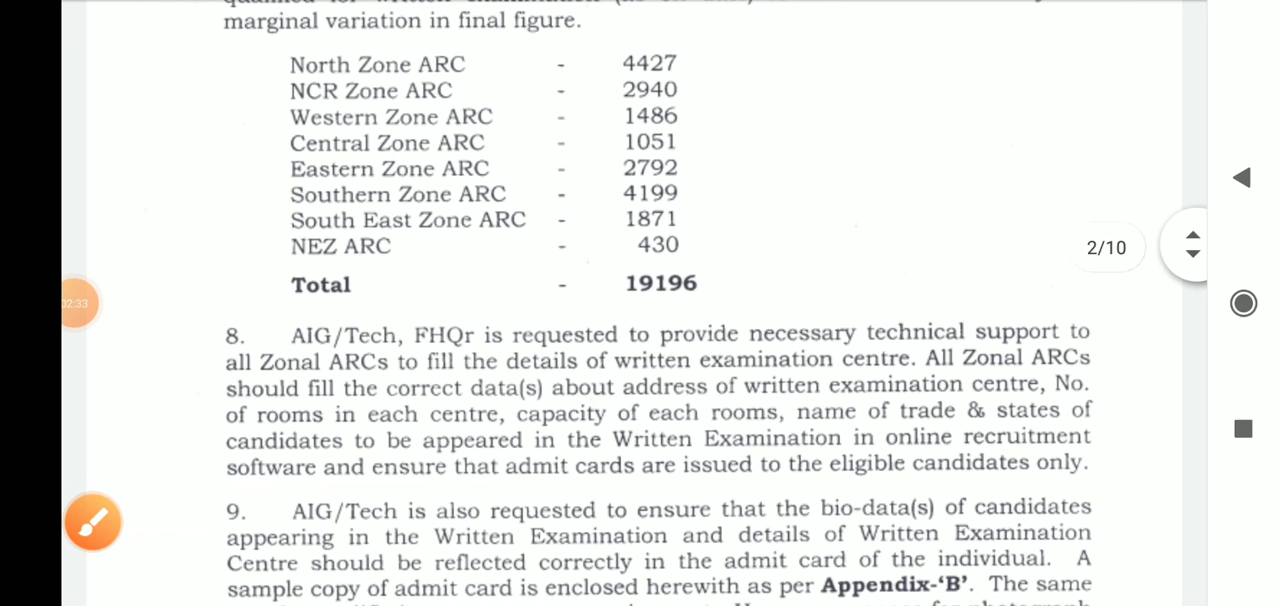 marginal variation in final figure.
North Zone ARC - 4427
NCR Zone ARC - 2940
Western Zone ARC - 1486
Central Zone ARC - 1051
Eastern Zone ARC - 2792
Southern Zone ARC - 4199
South East Zone ARC - 1871
NEZ ARC - 430
Total - 19196
2/10
02:33
8. AIG/Tech, FHQr is requested to provide necessary technical support to
all Zonal ARCs to fill the details of written examination centre. All Zonal ARCs
should fill the correct data(s) about address of written examination centre, No.
of rooms in each centre, capacity of each rooms, name of trade & states of
candidates to be appeared in the Written Examination in online recruitment
software and ensure that admit cards are issued to the eligible candidates only.
9. AIG/Tech is also requested to ensure that the bio-data(s) of candidates
appearing in the Written Examination and details of Written Examination
Centre should be reflected correctly in the admit card of the individual. A
sample copy of admit card is enclosed herewith as per Appendix-‘B’. The same